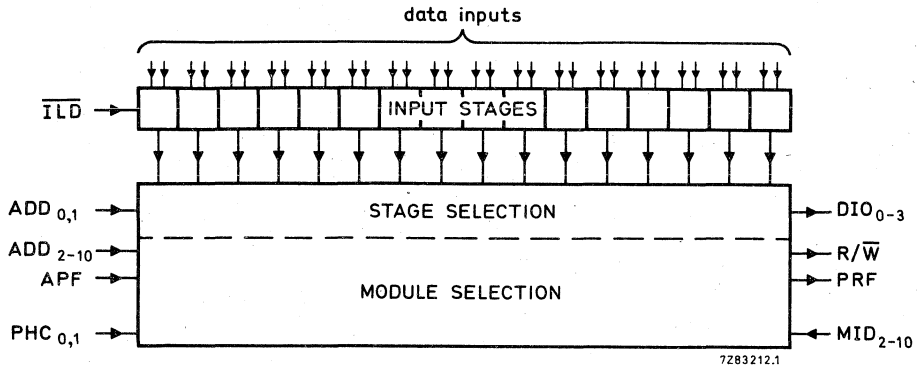 data inputs
ILD
INPUT STAGES
ADD 0,1
STAGE SELECTION
DIO 0-3
ADD 2-10
R/W
APF
PRF
MODULE SELECTION
PHC 0,1
MID 2-10
7Z83212.1